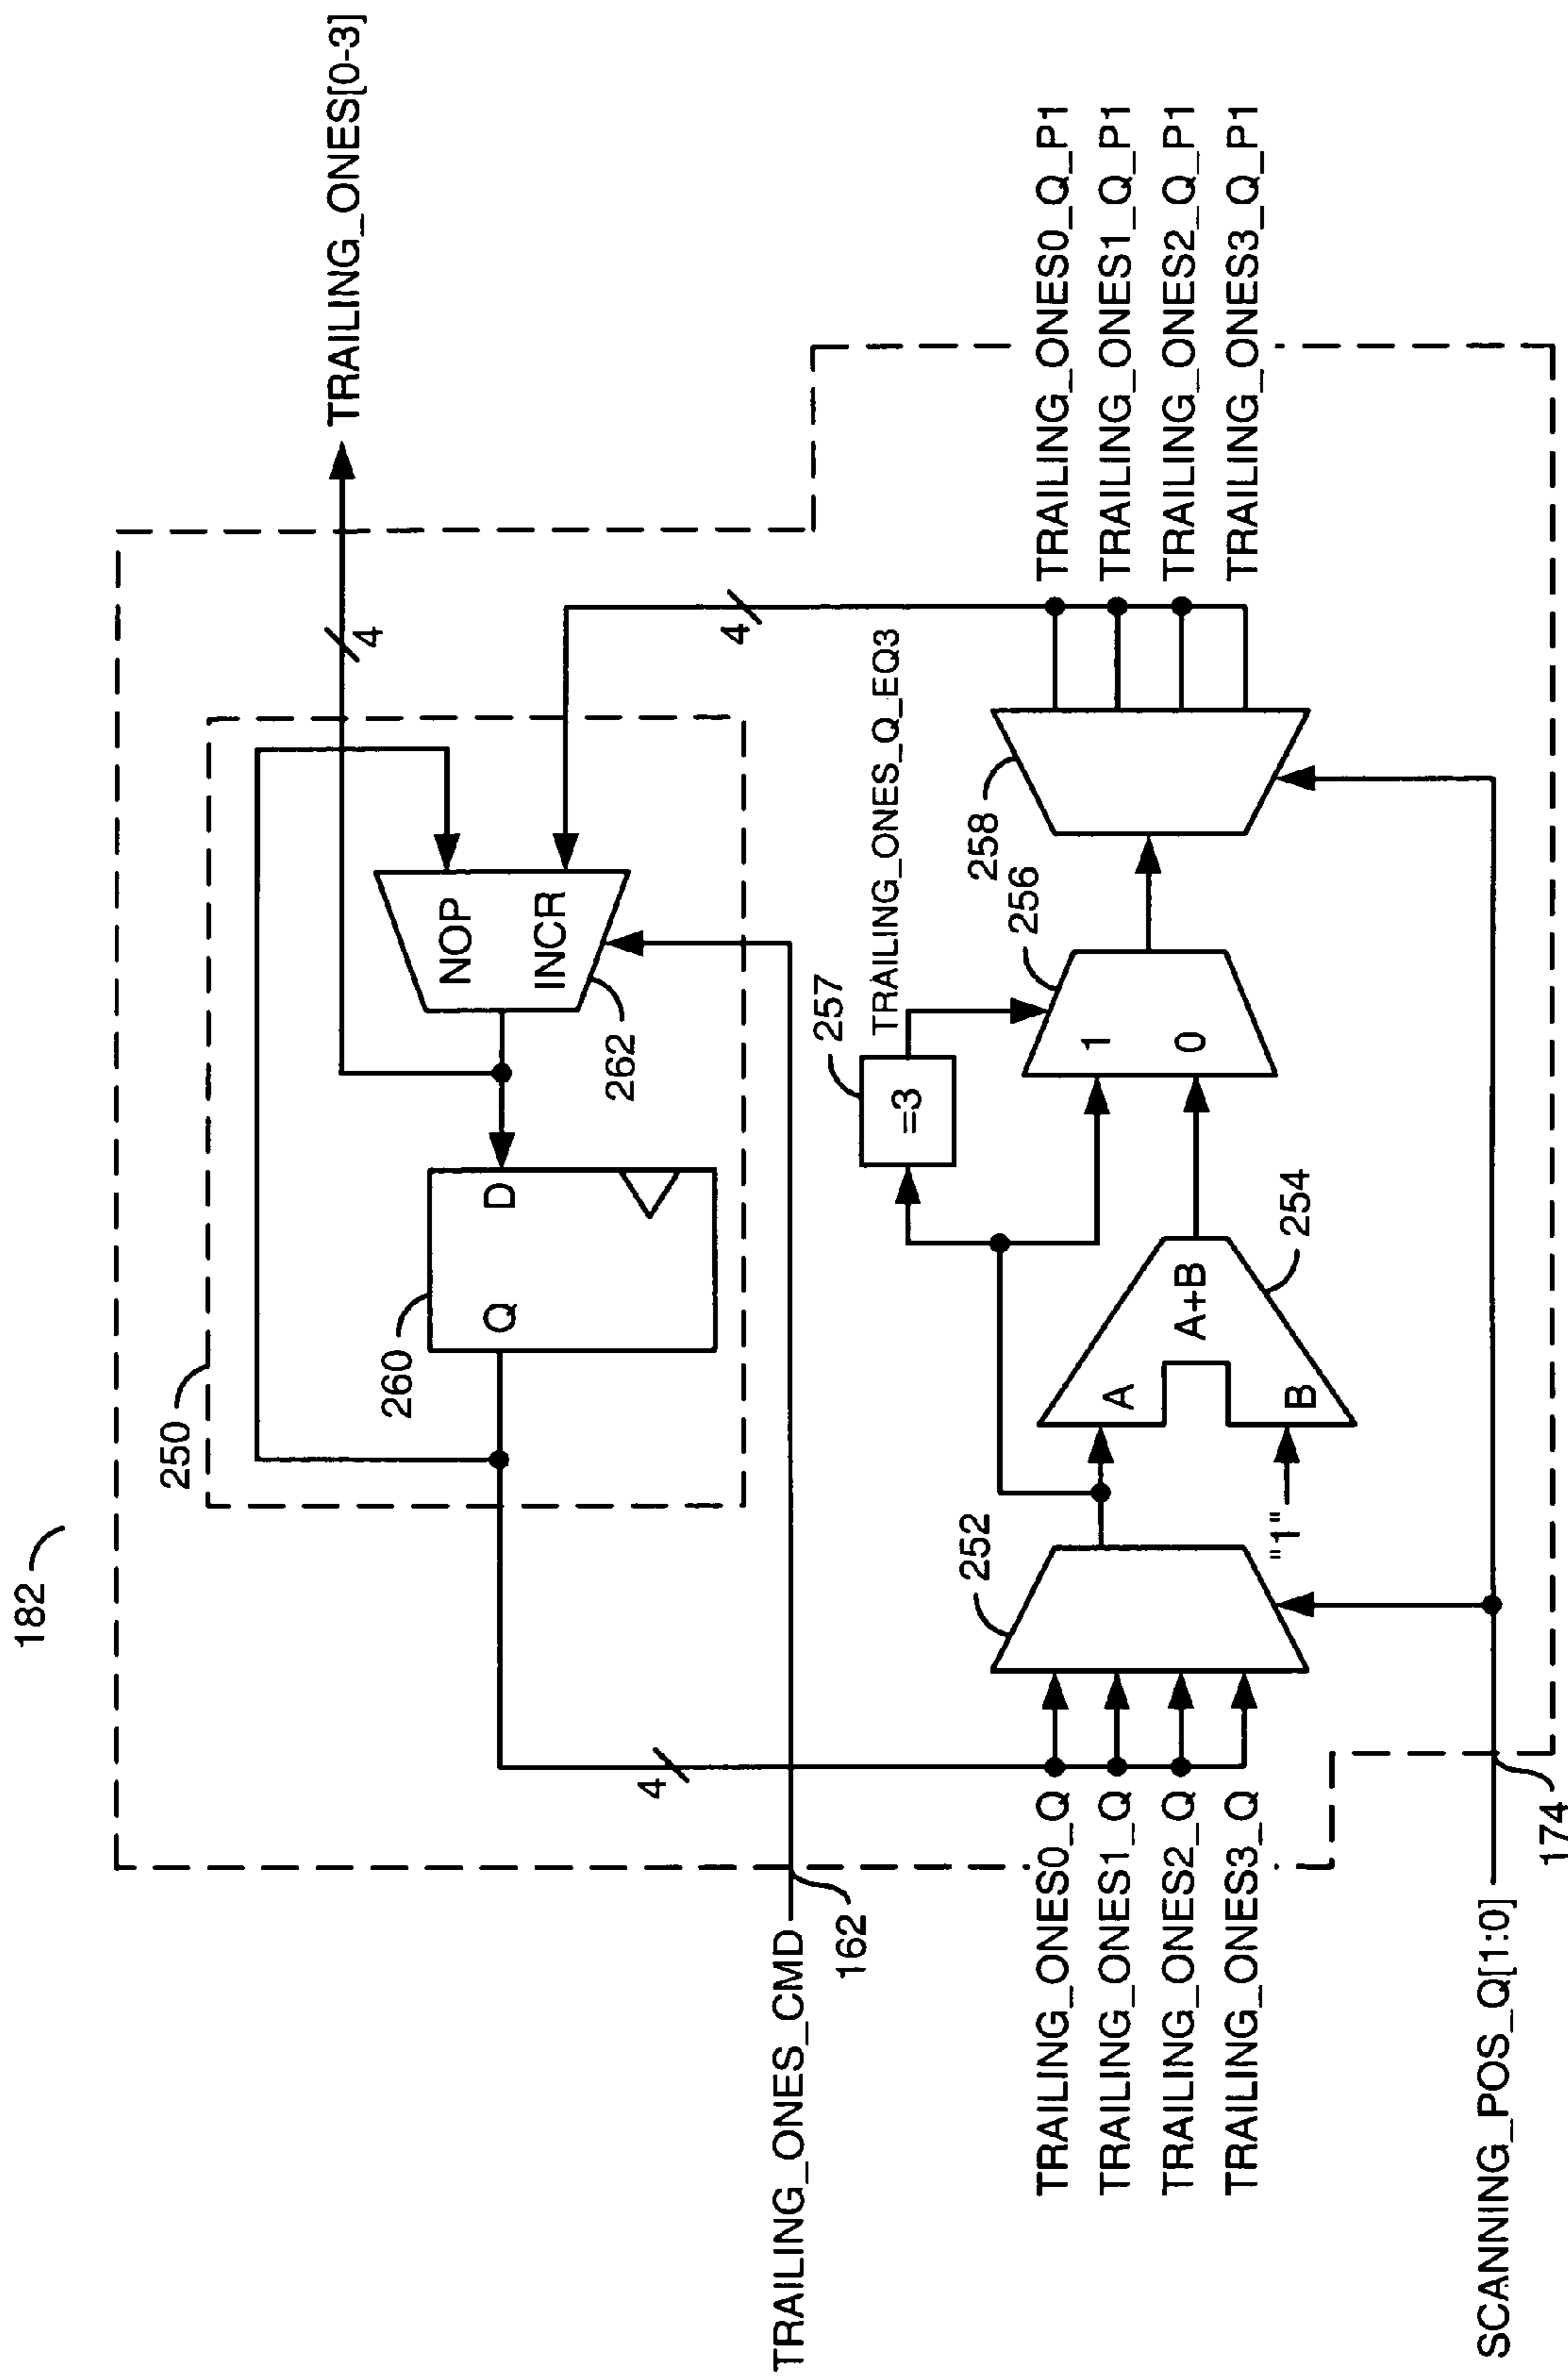 182
250
TRAILING_ONES[0-3]
4
260
Q
D
NOP
INCR
262
4
4
TRAILING_ONES_CMD
162
257
=3
TRAILING_ONES_Q_EQ3
252
"1"
A
B
A+B
254
1
0
256
258
TRAILING_ONES0_Q
TRAILING_ONES1_Q
TRAILING_ONES2_Q
TRAILING_ONES3_Q
TRAILING_ONES0_Q_P1
TRAILING_ONES1_Q_P1
TRAILING_ONES2_Q_P1
TRAILING_ONES3_Q_P1
SCANNING_POS_Q[1:0]
174